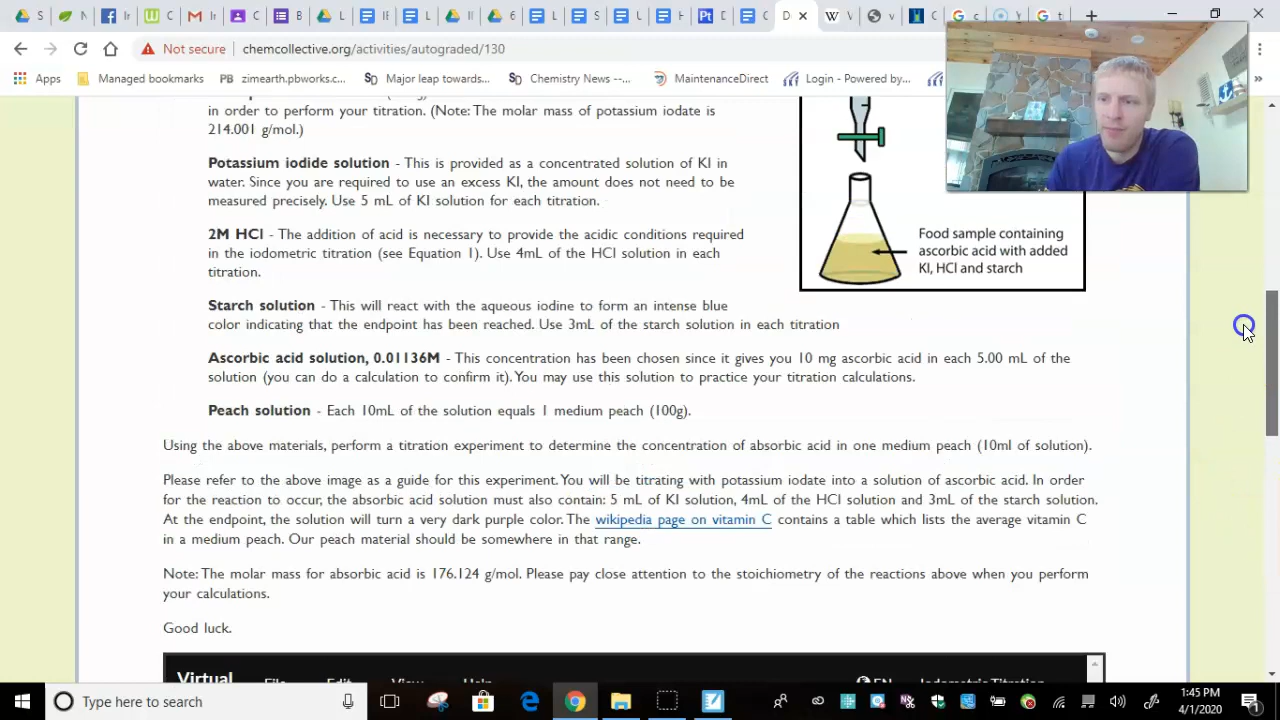 Not secure | chemcollective.org/activities/autograded/130
Apps Managed bookmarks PB zimearth.pbworks.c... SD Major leap towards... SD Chemistry News --... MaintenanceDirect Login - Powered by...
in order to perform your titration. (Note: The molar mass of potassium iodate is
214.001 g/mol.)
Potassium iodide solution - This is provided as a concentrated solution of KI in
water. Since you are required to use an excess KI, the amount does not need to be
measured precisely. Use 5 mL of KI solution for each titration.
2M HCl - The addition of acid is necessary to provide the acidic conditions required
in the iodometric titration (see Equation 1). Use 4mL of the HCl solution in each
titration.
Food sample containing
ascorbic acid with added
KI, HCl and starch
Starch solution - This will react with the aqueous iodine to form an intense blue
color indicating that the endpoint has been reached. Use 3mL of the starch solution in each titration
Ascorbic acid solution, 0.01136M - This concentration has been chosen since it gives you 10 mg ascorbic acid in each 5.00 mL of the
solution (you can do a calculation to confirm it). You may use this solution to practice your titration calculations.
Peach solution - Each 10mL of the solution equals 1 medium peach (100g).
Using the above materials, perform a titration experiment to determine the concentration of absorbic acid in one medium peach (10ml of solution).
Please refer to the above image as a guide for this experiment. You will be titrating with potassium iodate into a solution of ascorbic acid. In order
for the reaction to occur, the absorbic acid solution must also contain: 5 mL of KI solution, 4mL of the HCl solution and 3mL of the starch solution.
At the endpoint, the solution will turn a very dark purple color. The wikipedia page on vitamin C contains a table which lists the average vitamin C
in a medium peach. Our peach material should be somewhere in that range.
Note: The molar mass for absorbic acid is 176.124 g/mol. Please pay close attention to the stoichiometry of the reactions above when you perform
your calculations.
Good luck.
Virtual File Edit View Help EN Iodometric Titration
Type here to search
1:45 PM
4/1/2020